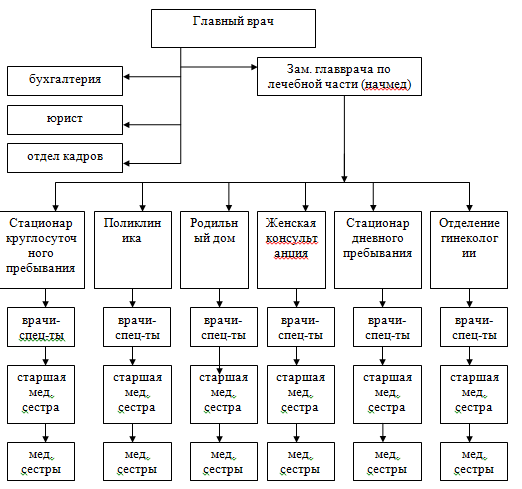 Главный врач
Зам. главврача по
лечебной части (начмед)
бухгалтерия
юрист
отдел кадров
Стационар
круглосуточ
ного
пребывания
Поликлин
ика
Родильн
ый дом
Женская
консульт
анция
Стационар
дневного
пребывания
Отделение
гинеколог
ии
врачи-
спец-ты
врачи-
спец-ты
врачи-
спец-ты
врачи-
спец-ты
врачи-
спец-ты
врачи-
спец-ты
старшая
мед.
сестра
старшая
мед.
сестра
старшая
мед.
сестра
старшая
мед.
сестра
старшая
мед.
сестра
старшая
мед.
сестра
мед.
сестры
мед.
сестры
мед.
сестры
мед.
сестры
мед.
сестры
мед.
сестры